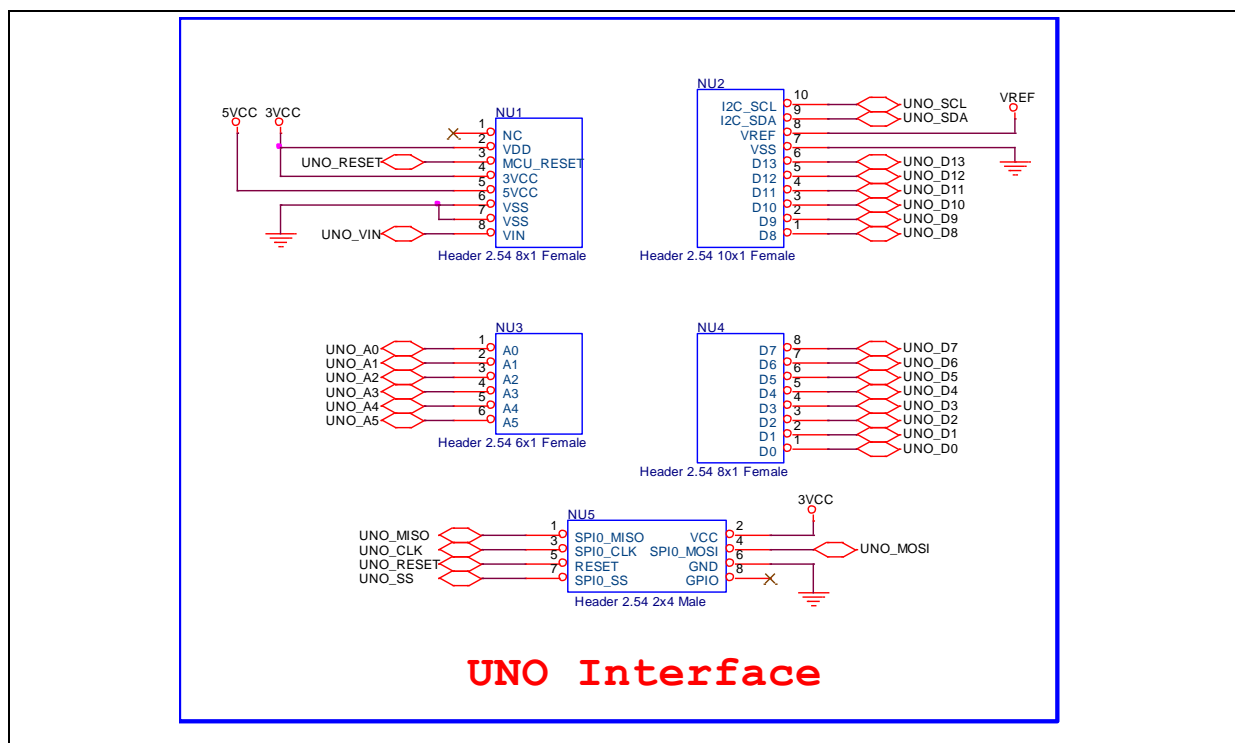 5VCC 3VCC
NU1
1 NC
2 VDD
UNO_RESET 3 MCU_RESET
4 3VCC
5 5VCC
6 VSS
7 VSS
UNO_VIN 8 VIN
Header 2.54 8x1 Female
NU2
VREF
I2C_SCL 10 UNO_SCL
I2C_SDA 9 UNO_SDA
VREF 8
VSS 7
D13 6 UNO_D13
D12 5 UNO_D12
D11 4 UNO_D11
D10 3 UNO_D10
D9 2 UNO_D9
D8 1 UNO_D8
Header 2.54 10x1 Female
NU3
UNO_A0 1 A0
UNO_A1 2 A1
UNO_A2 3 A2
UNO_A3 4 A3
UNO_A4 5 A4
UNO_A5 6 A5
Header 2.54 6x1 Female
NU4
D7 8 UNO_D7
D6 7 UNO_D6
D5 6 UNO_D5
D4 5 UNO_D4
D3 4 UNO_D3
D2 3 UNO_D2
D1 2 UNO_D1
D0 1 UNO_D0
Header 2.54 8x1 Female
3VCC
NU5
UNO_MISO 1 SPI0_MISO VCC 2
UNO_CLK 3 SPI0_CLK SPI0_MOSI 4 UNO_MOSI
UNO_RESET 5 RESET GND 6
UNO_SS 7 SPI0_SS GPIO 8
Header 2.54 2x4 Male
UNO Interface